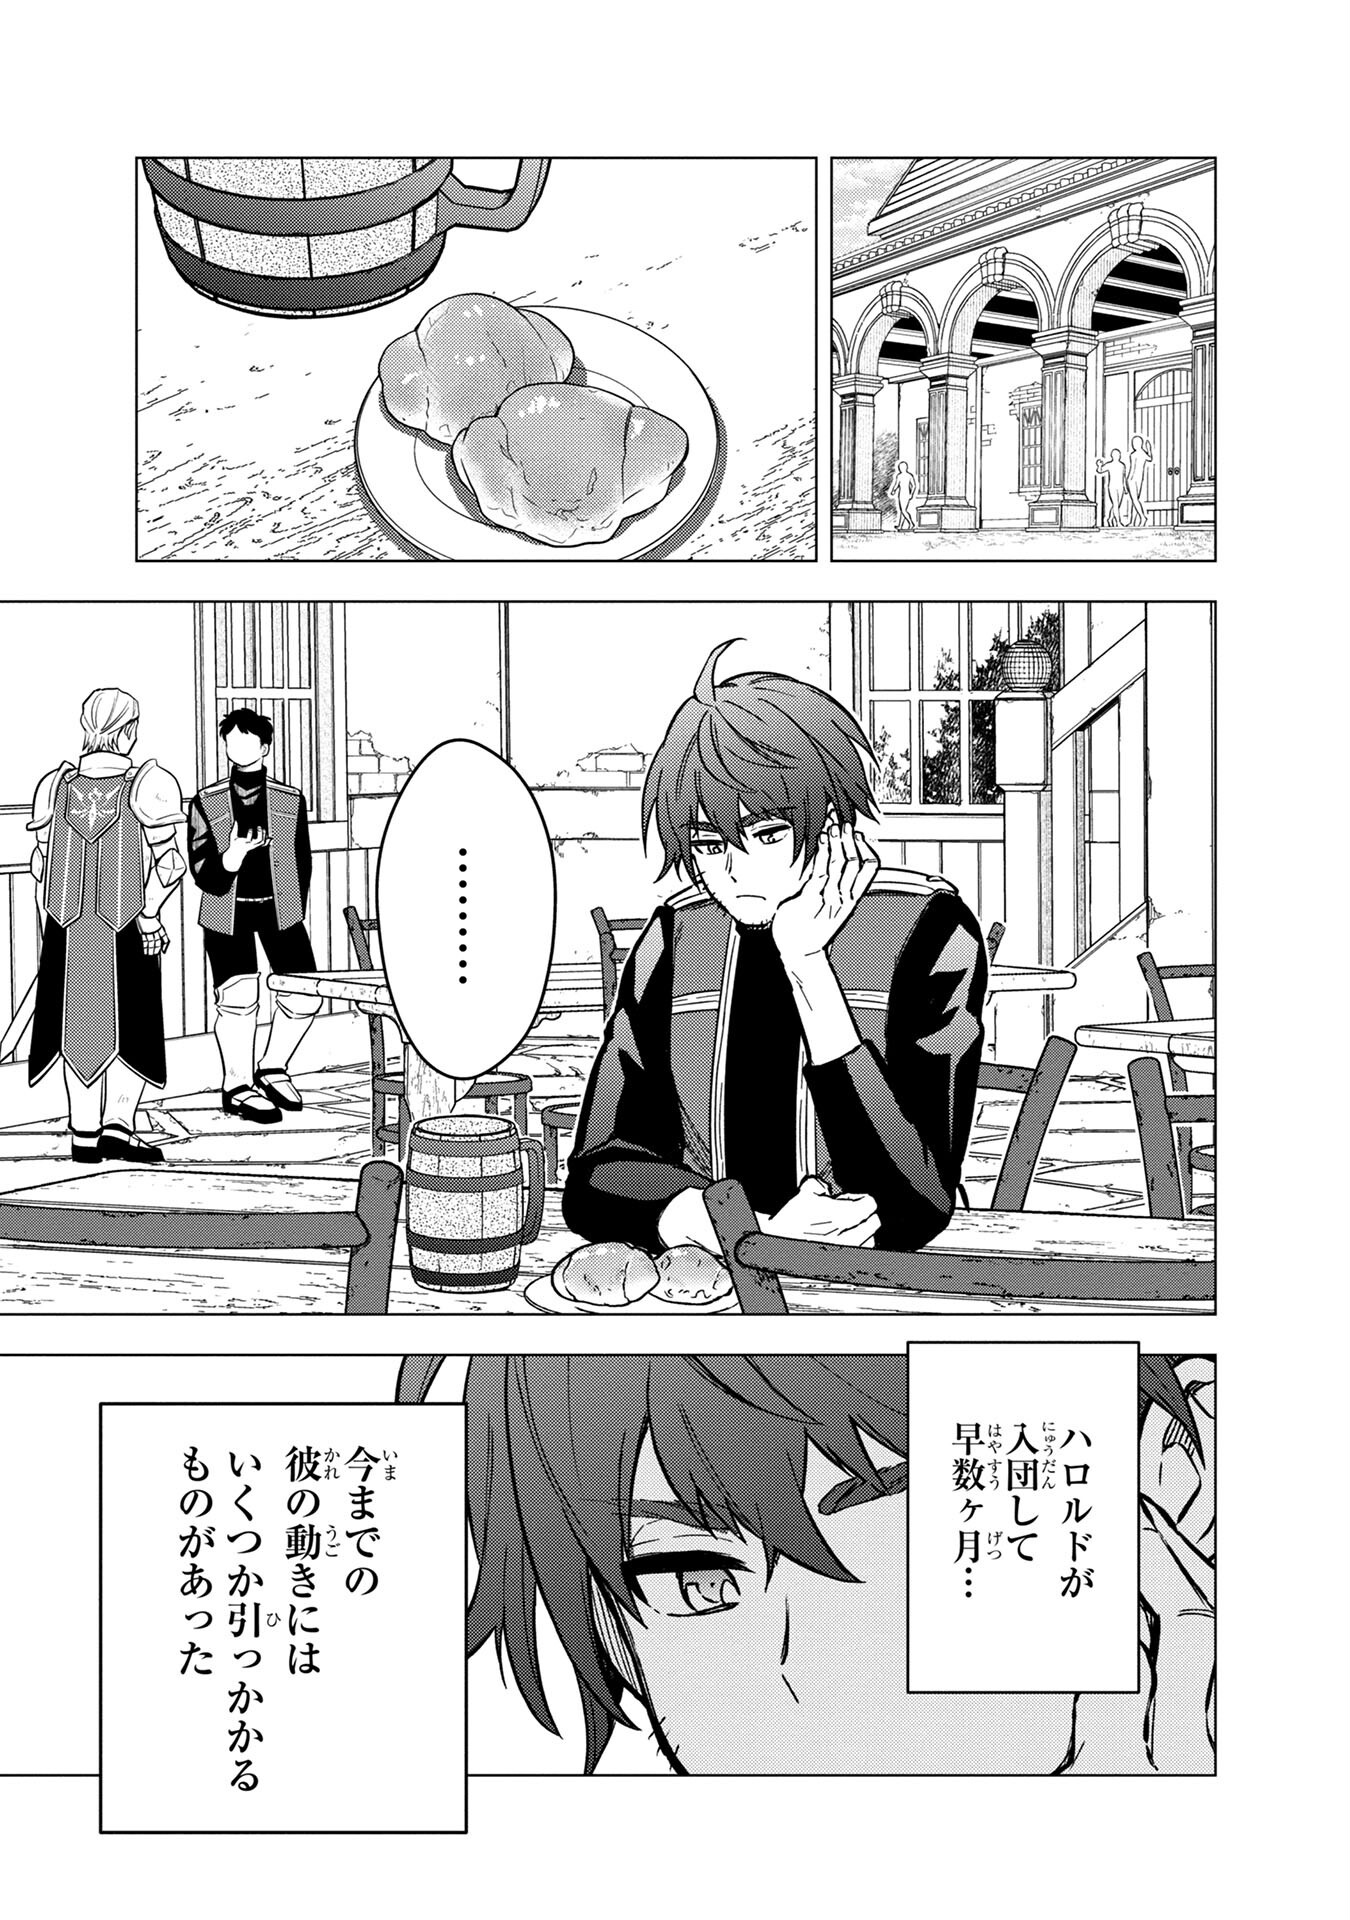 ………
ハロルドが
入団して
早数ヶ月…
今までの
彼の動きには
いくつか引っかかる
ものがあった